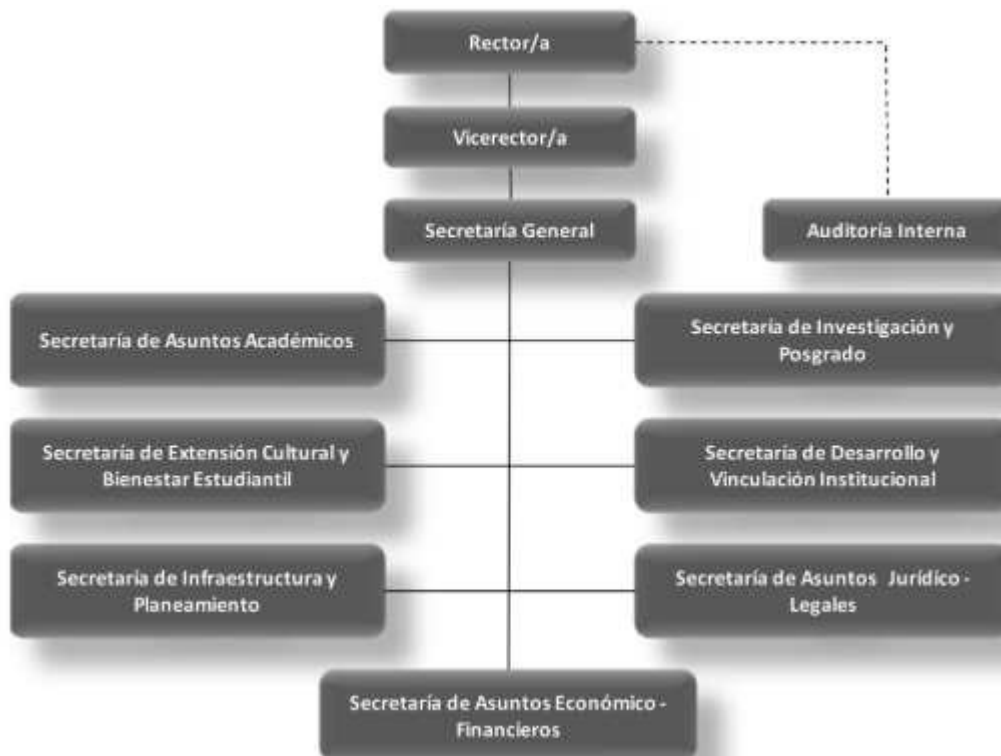 Rector/a
Vicerector/a
Secretaría General
Auditoría Interna
Secretaría de Asuntos Académicos
Secretaría de Investigación y
Posgrado
Secretaría de Extensión Cultural y
Bienestar Estudiantil
Secretaría de Desarrollo y
Vinculación Institucional
Secretaría de Infraestructura y
Planeamiento
Secretaría de Asuntos Jurídico -
Legales
Secretaría de Asuntos Económico -
Financieros